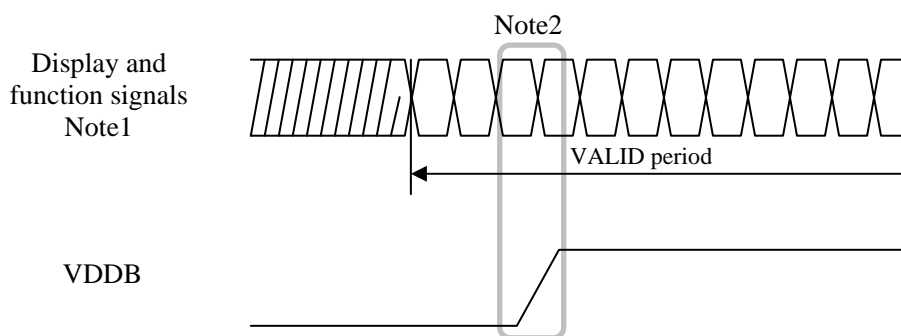 Note2
Display and
function signals
Note1
VALID period
VDDB